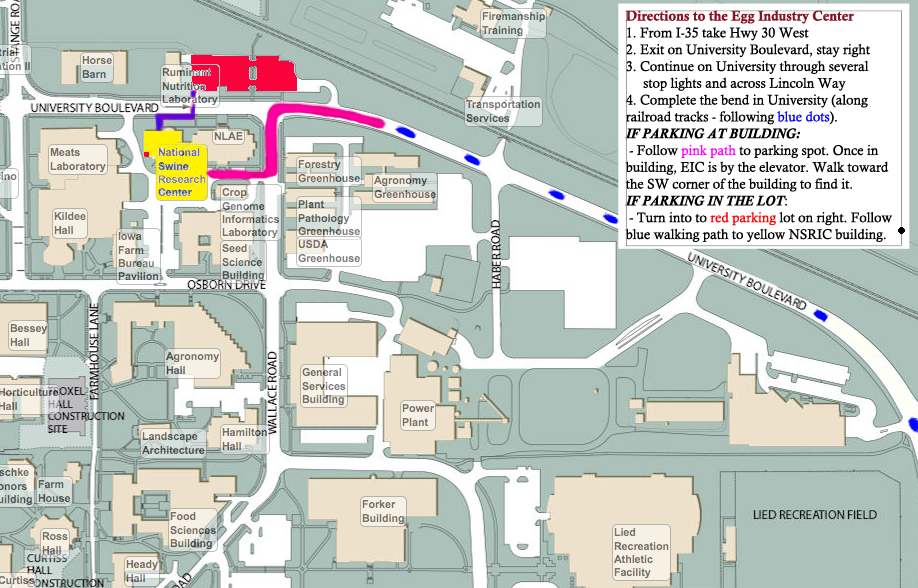 Directions to the Egg Industry Center
1. From I-35 take Hwy 30 West
2. Exit on University Boulevard, stay right
3. Continue on University through several
stop lights and across Lincoln Way
4. Complete the bend in University (along
railroad tracks - following blue dots).
IF PARKING AT BUILDING:
- Follow pink path to parking spot. Once in
building, EIC is by the elevator. Walk toward
the SW corner of the building to find it.
IF PARKING IN THE LOT:
- Turn into to red parking lot on right. Follow
blue walking path to yellow NSRIC building.
STANGE ROA
Firemanship
Training
Horse
Barn
Ruminant
Nutrition
Laboratory
Transportation
Services
UNIVERSITY BOULEVARD
NLAE
Meats
Laboratory
National
Swine
Research
Center
Forestry
Greenhouse
Agronomy
Greenhouse
Crop
Genome
Informatics
Laboratory
Plant
Pathology
Greenhouse
Kildee
Hall
Iowa
Farm
Bureau
Pavilion
Seed
Science
Building
USDA
Greenhouse
HABER ROAD
UNIVERSITY BOULEVARD
OSBORN DRIVE
FARMHOUSE LANE
WALLACE ROAD
Bessey
Hall
Agronomy
Hall
General
Services
Building
Horticulture
Hall
HALL
CONSTRUCTION
SITE
Power
Plant
Landscape
Architecture
Hamilton
Hall
Farm
House
Food
Sciences
Building
Forker
Building
LIED RECREATION FIELD
Lied
Recreation
Athletic
Facility
Ross
Hall
CURTISS
HALL
CONSTRUCTION
Curtiss
Heady
Hall
OAD